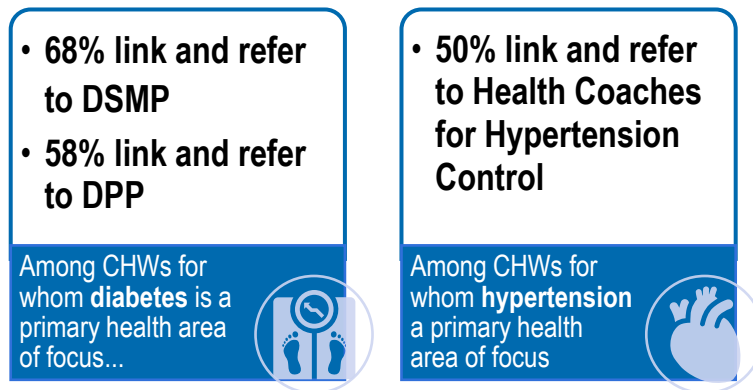 • 68% link and refer
to DSMP
• 58% link and refer
to DPP
Among CHWs for
whom diabetes is a
primary health area
of focus...
• 50% link and refer
to Health Coaches
for Hypertension
Control
Among CHWs for
whom hypertension
a primary health
area of focus